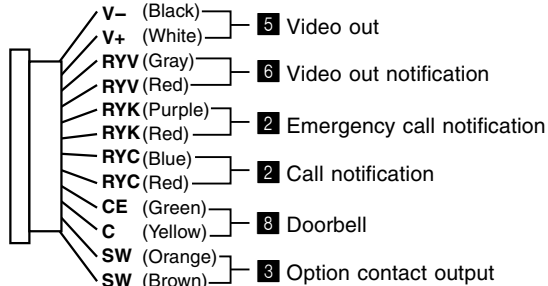 V– (Black)
V+ (White)
5 Video out
RYV (Gray)
RYV (Red)
6 Video out notification
RYK (Purple)
RYK (Red)
2 Emergency call notification
RYC (Blue)
RYC (Red)
2 Call notification
CE (Green)
C (Yellow)
8 Doorbell
SW (Orange)
SW (Brown)
3 Option contact output